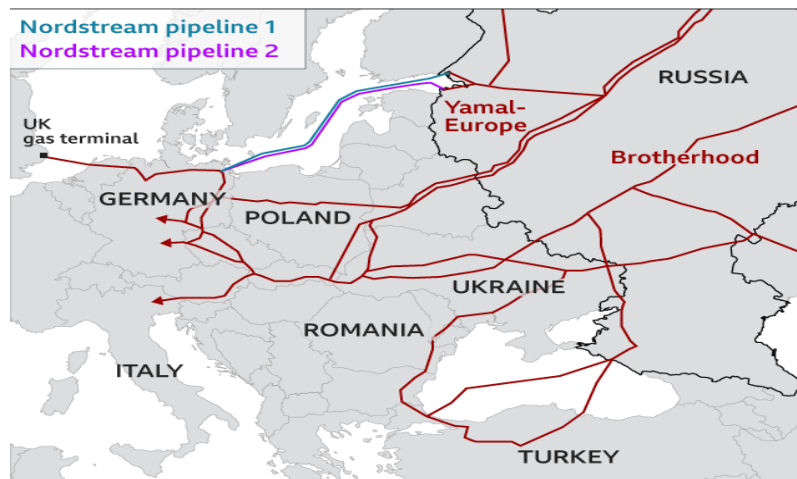 Nordstream pipeline 1
Nordstream pipeline 2
RUSSIA
Yamal-
Europe
UK
gas terminal
Brotherhood
GERMANY
POLAND
UKRAINE
ROMANIA
ITALY
TURKEY